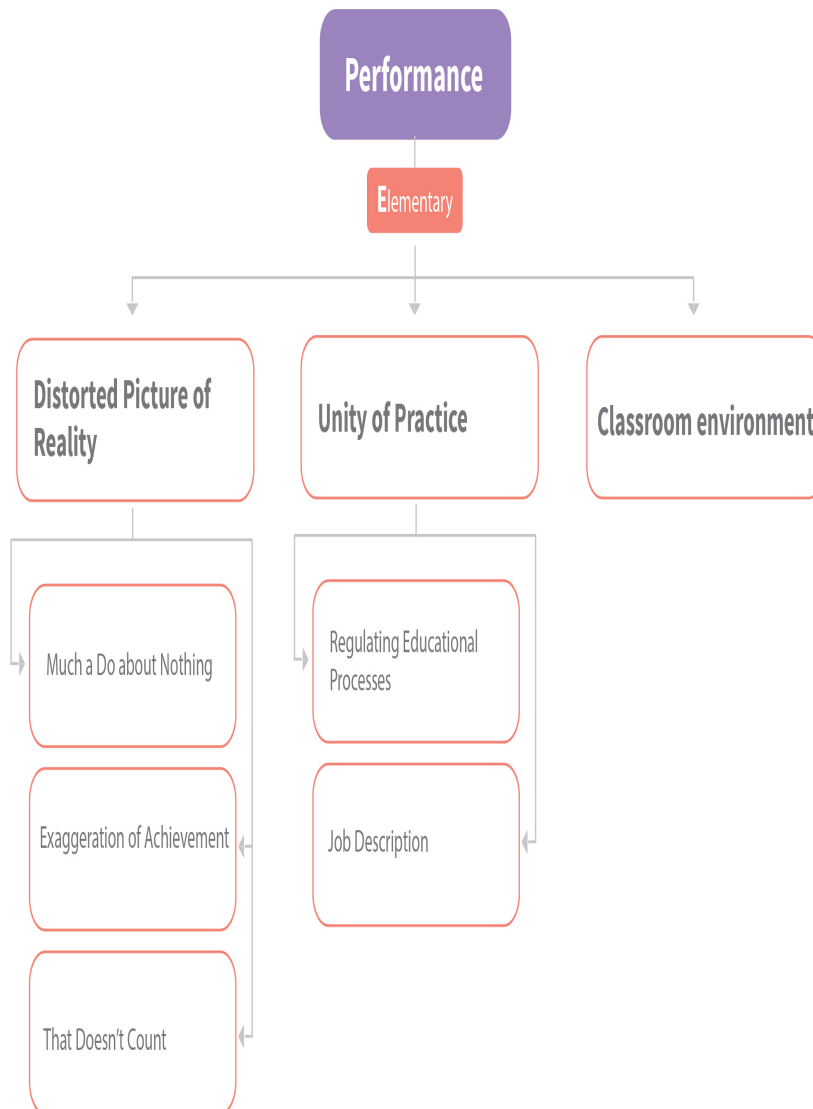 Performance
Elementary
Distorted Picture of
Reality
Unity of Practice
Classroom environment
Much a Do about Nothing
Regulating Educational
Processes
Exaggeration of Achievement
Job Description
That Doesn't Count